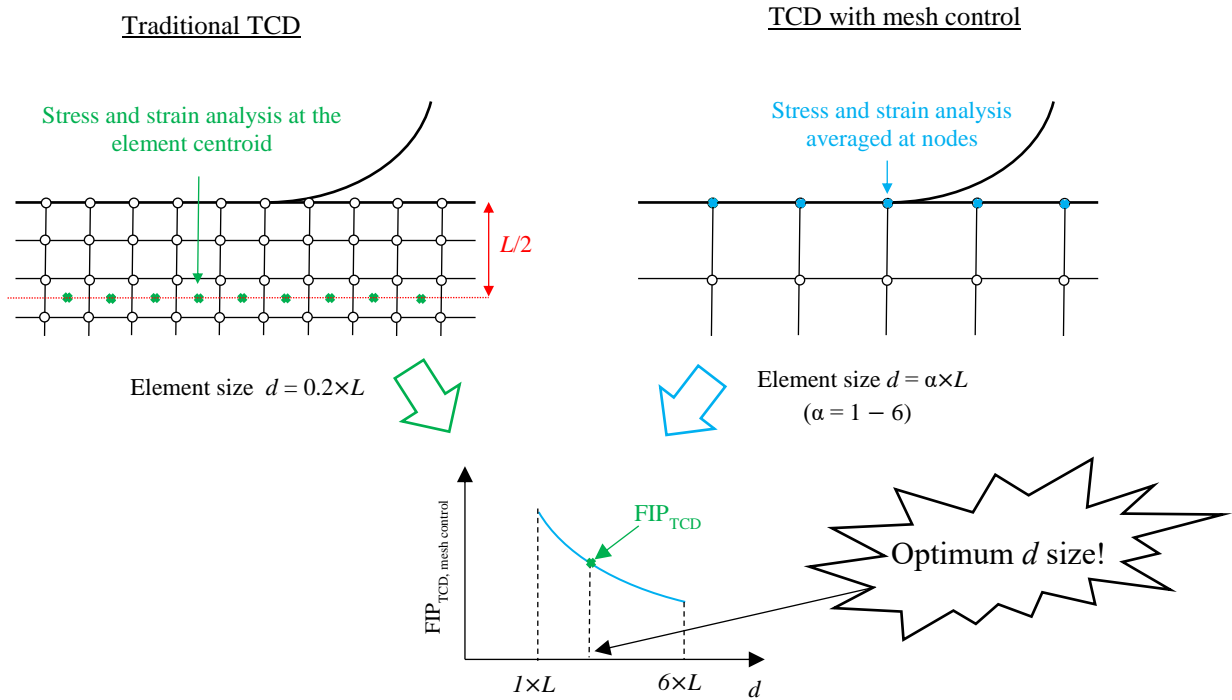 Traditional TCD
TCD with mesh control
Stress and strain analysis at the
element centroid
Stress and strain analysis
averaged at nodes
L/2
Element size d = 0.2×L
Element size d = α×L
(α = 1 − 6)
FIP_TCD, mesh control
FIP_TCD
Optimum d size!
1×L
6×L
d